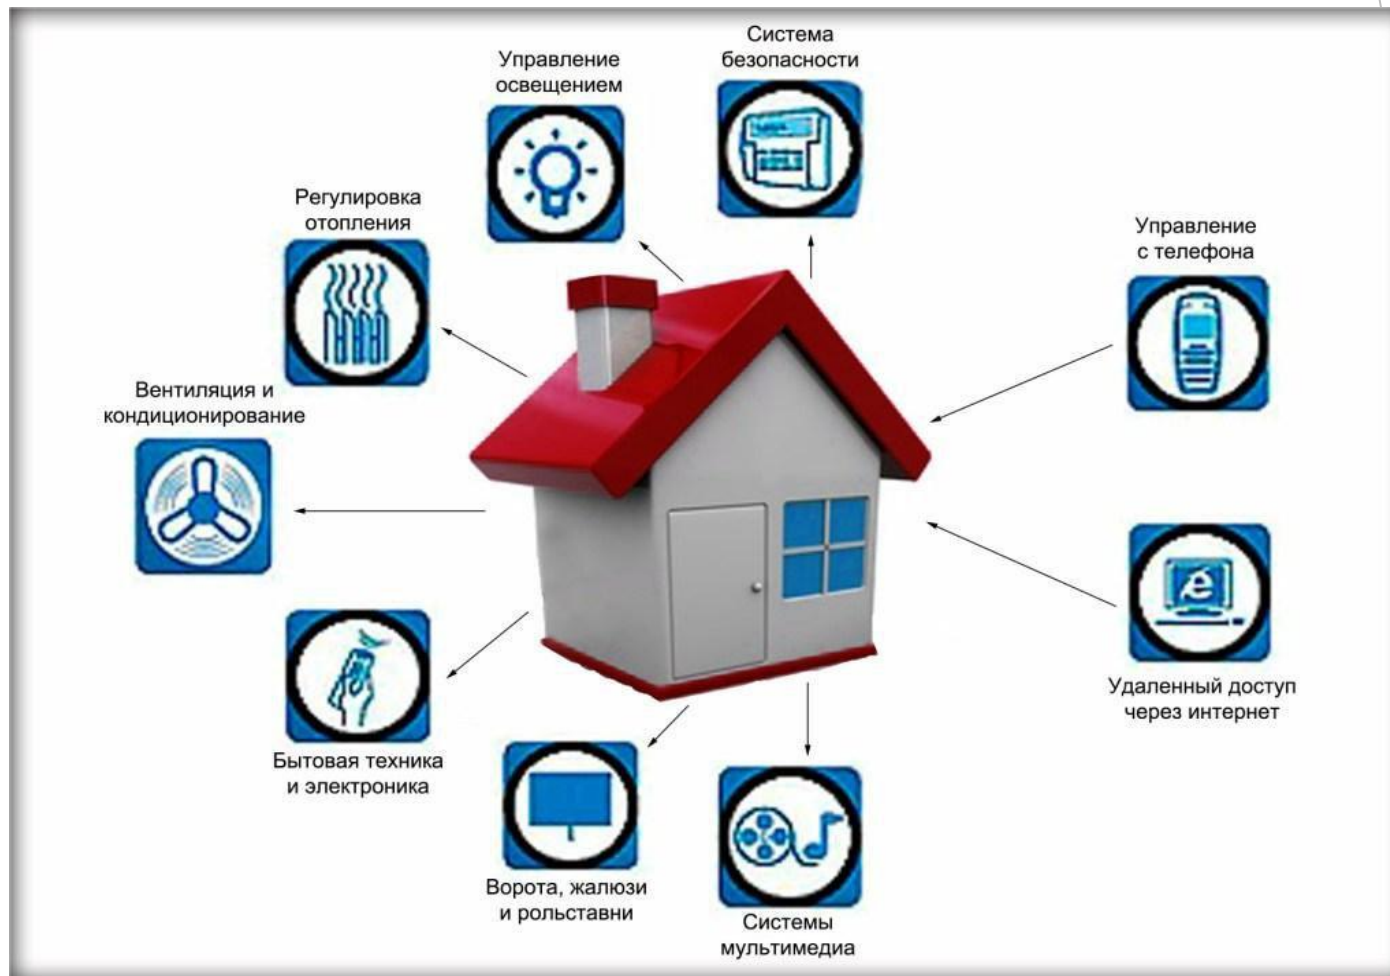 Система
безопасности
Управление
освещением
Регулировка
отопления
Управление
с телефона
Вентиляция и
кондиционирование
Удаленный доступ
через интернет
Бытовая техника
и электроника
Ворота, жалюзи
и рольставни
Системы
мультимедиа